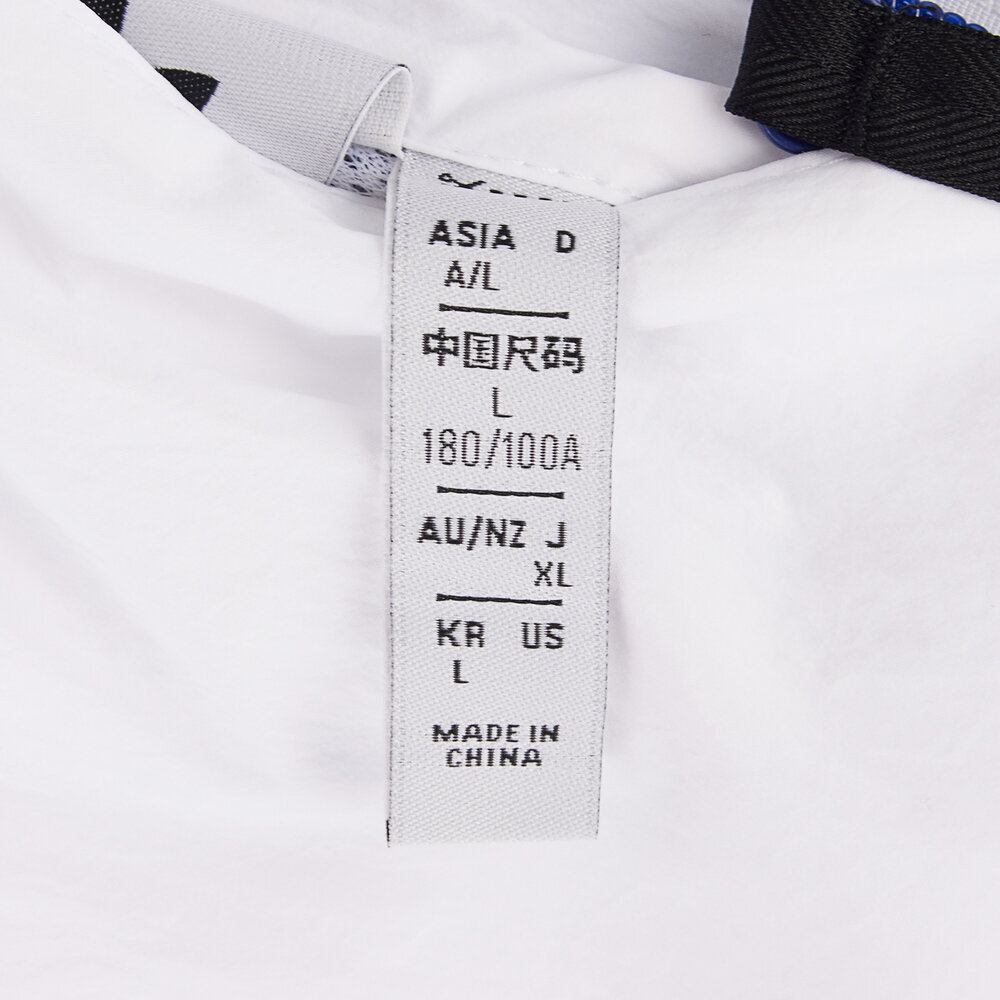 ASIA D
A/L
中国尺码
L
180/100A
AU/NZ J
XL
KR US
L
MADE IN
CHINA